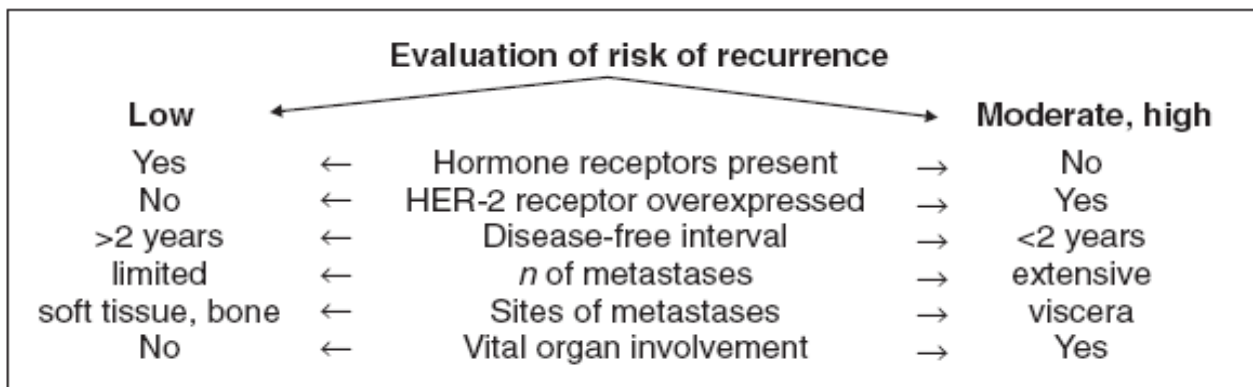 Evaluation of risk of recurrence
Low Moderate, high
Yes ← Hormone receptors present → No
No ← HER-2 receptor overexpressed → Yes
>2 years ← Disease-free interval → <2 years
limited ← n of metastases → extensive
soft tissue, bone ← Sites of metastases → viscera
No ← Vital organ involvement → Yes